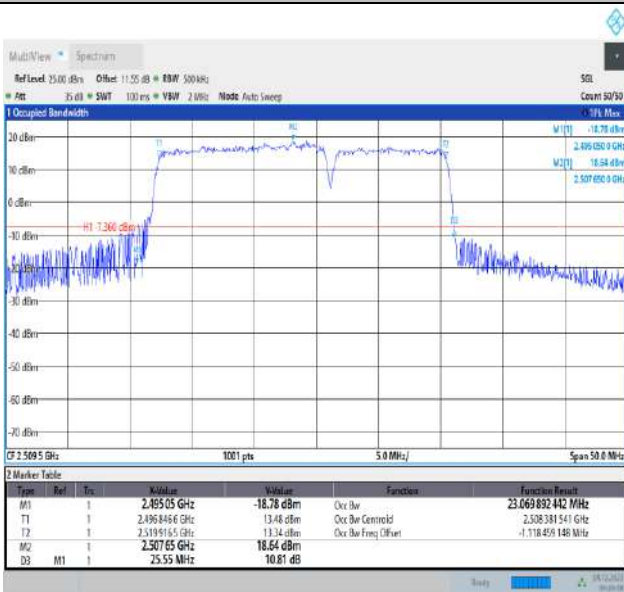 MultiView Spectrum
Ref Level 25.00 dBm Offset 11.55 dB RBW 500 kHz SGL
Att 35 dB SWT 100 ms VBW 2 MHz Mode Auto Sweep Count 50/50
1 Occupied Bandwidth 1Pk Max
M1[1] -18.78 dBm
2.495 050 0 GHz
M2[1] 18.64 dBm
2.507 650 0 GHz
20 dBm
10 dBm
0 dBm
H1 -7.360 dBm
-10 dBm
-20 dBm
-30 dBm
-40 dBm
-50 dBm
-60 dBm
-70 dBm
T1
M2
T2
CF 2.509 5 GHz 1001 pts 5.0 MHz/ Span 50.0 MHz
2 Marker Table
Type Ref Trc X-Value Y-Value Function Function Result
M1 1 2.495 05 GHz -18.78 dBm Occ Bw 23.069 892 442 MHz
T1 1 2.496 846 6 GHz 13.48 dBm Occ Bw Centroid 2.508 381 541 GHz
T2 1 2.519 916 5 GHz 13.34 dBm Occ Bw Freq Offset -1.118 459 148 MHz
M2 1 2.507 65 GHz 18.64 dBm
D3 M1 1 25.55 MHz 10.81 dB
Ready